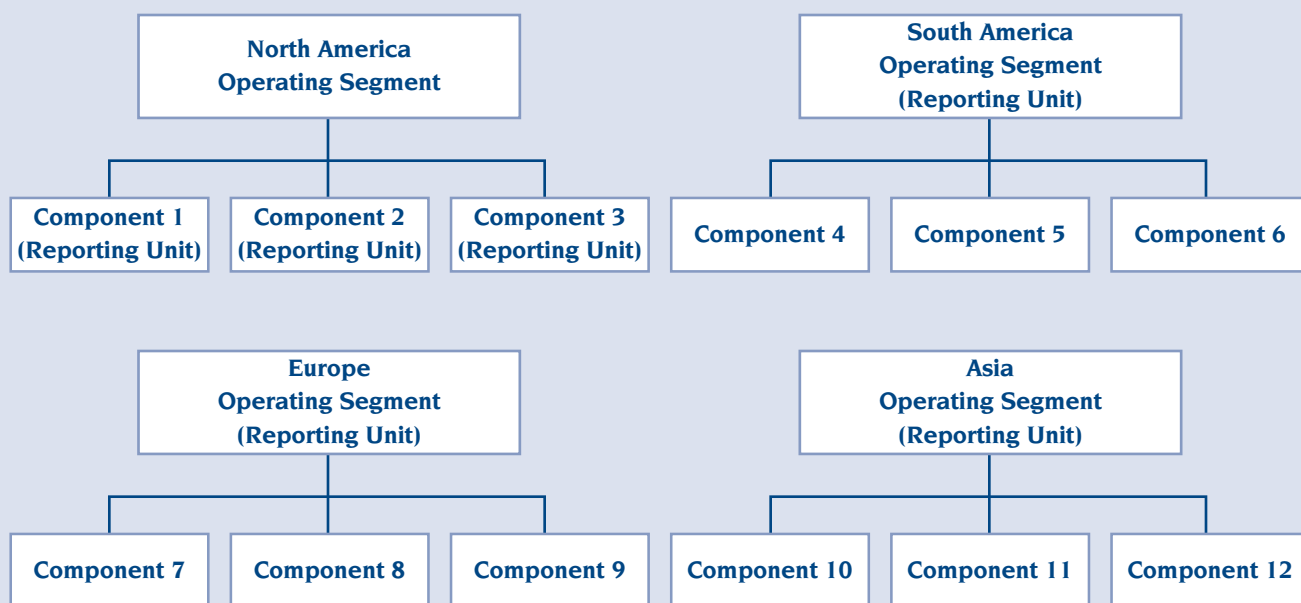 North America
Operating Segment
South America
Operating Segment
(Reporting Unit)
Component 1
(Reporting Unit)
Component 2
(Reporting Unit)
Component 3
(Reporting Unit)
Component 4
Component 5
Component 6
Europe
Operating Segment
(Reporting Unit)
Asia
Operating Segment
(Reporting Unit)
Component 7
Component 8
Component 9
Component 10
Component 11
Component 12